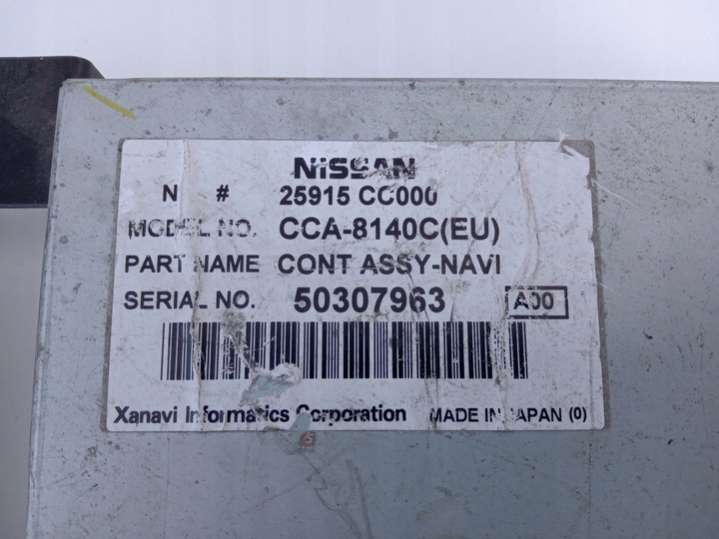 NISSAN
N # 25915 CC000
MODEL NO. CCA-8140C(EU)
PART NAME CONT ASSY-NAVI
SERIAL NO. 50307963 A00
Xanavi Informatics Corporation MADE IN JAPAN (0)